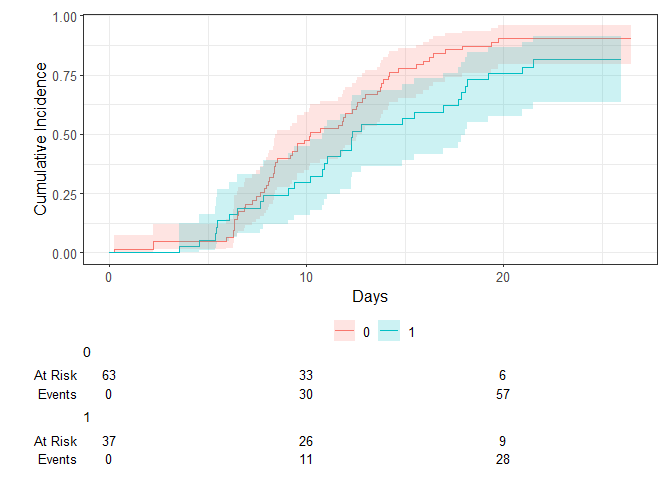 1.00
0.75
0.50
0.25
0.00
Cumulative Incidence
0 10 20
Days
0 1
0
At Risk 63 33 6
Events 0 30 57
1
At Risk 37 26 9
Events 0 11 28